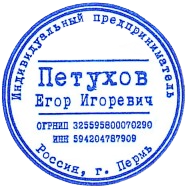 Индивидуальный предприниматель
Петухов
Егор Игоревич
ОГРНИП 325595800070290
ИНН 594204787909
Россия, г. Пермь